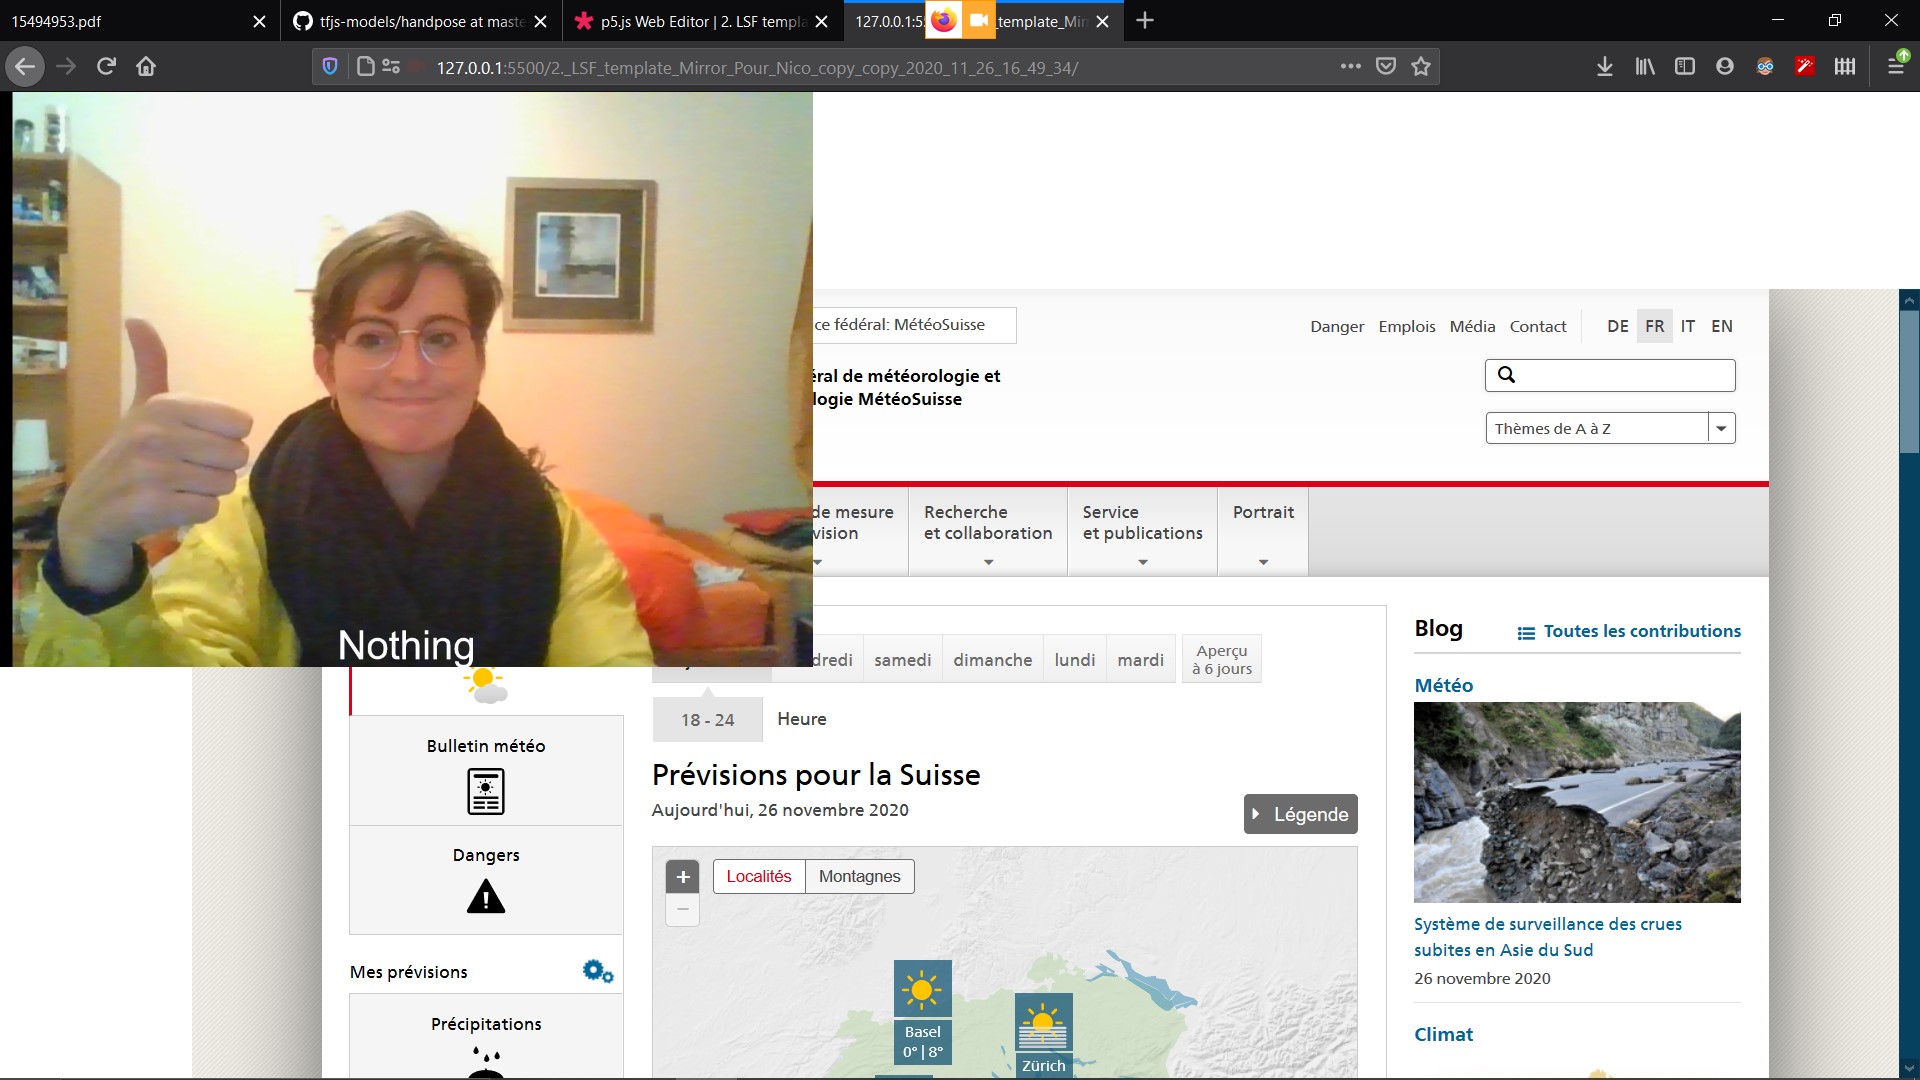 15494953.pdf
tfjs-models/handpose at maste
p5.js Web Editor | 2. LSF templa
127.0.0.1:5
_template_Mir
127.0.0.1:5500/2._LSF_template_Mirror_Pour_Nico_copy_copy_2020_11_26_16_49_34/
ce fédéral: MétéoSuisse
Danger Emplois Média Contact
DE FR IT EN
éral de météorologie et
logie MétéoSuisse
Thèmes de A à Z
de mesure
vision
Recherche
et collaboration
Service
et publications
Portrait
Nothing
dredi samedi dimanche lundi mardi
Aperçu
à 6 jours
18 - 24 Heure
Prévisions pour la Suisse
Aujourd'hui, 26 novembre 2020
Légende
+
−
Localités Montagnes
Basel
0° | 8°
Zürich
Bulletin météo
Dangers
Mes prévisions
Précipitations
Blog
Toutes les contributions
Météo
Système de surveillance des crues
subites en Asie du Sud
26 novembre 2020
Climat